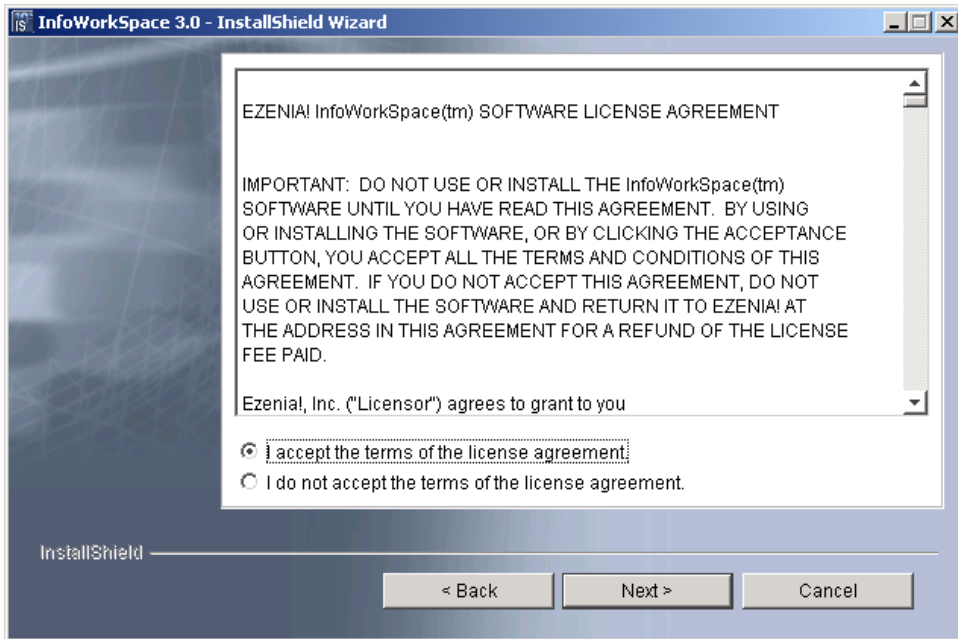 InfoWorkSpace 3.0 - InstallShield Wizard
EZENIA! InfoWorkSpace(tm) SOFTWARE LICENSE AGREEMENT
IMPORTANT:  DO NOT USE OR INSTALL THE InfoWorkSpace(tm)
SOFTWARE UNTIL YOU HAVE READ THIS AGREEMENT.  BY USING
OR INSTALLING THE SOFTWARE, OR BY CLICKING THE ACCEPTANCE
BUTTON, YOU ACCEPT ALL THE TERMS AND CONDITIONS OF THIS
AGREEMENT.  IF YOU DO NOT ACCEPT THIS AGREEMENT, DO NOT
USE OR INSTALL THE SOFTWARE AND RETURN IT TO EZENIA! AT
THE ADDRESS IN THIS AGREEMENT FOR A REFUND OF THE LICENSE
FEE PAID.
Ezenia!, Inc. ("Licensor") agrees to grant to you
I accept the terms of the license agreement.
I do not accept the terms of the license agreement.
InstallShield
< Back
Next >
Cancel